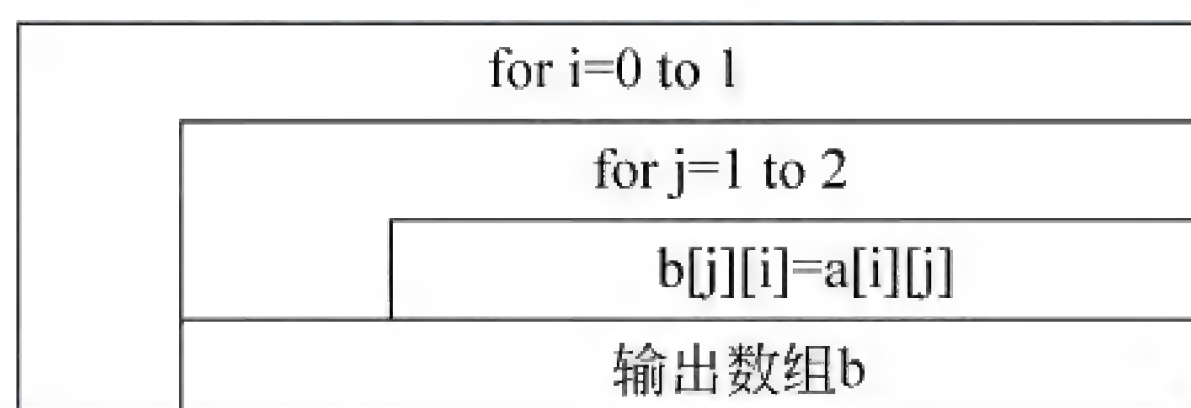 for i=0 to 1
for j=1 to 2
b[j][i]=a[i][j]
输出数组b